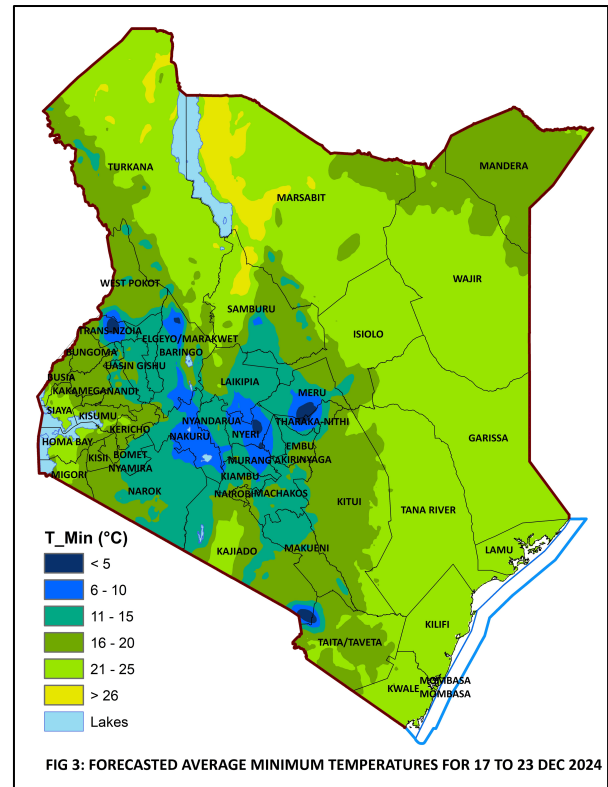 TURKANA
MANDERA
MARSABIT
WAJIR
WEST POKOT
SAMBURU
TRANS-NZOIA
ISIOLO
ELGEYO/MARAKWET
BUNGOMA
BARINGO
UASIN GISHU
BUSIA
LAIKIPIA
KAKAMEGA
NANDI
MERU
SIAYA
KISUMU
NYANDARUA
THARAKA-NITHI
KERICHO
HOMA BAY
NAKURU
NYERI
GARISSA
EMBU
KISII
BOMET
MURANG'A
KIRINYAGA
NYAMIRA
MIGORI
KIAMBU
NAROK
NAIROBI
MACHAKOS
KITUI
TANA RIVER
KAJIADO
MAKUENI
LAMU
T_Min (°C)
< 5
6 - 10
11 - 15
16 - 20
21 - 25
> 26
Lakes
KILIFI
TAITA/TAVETA
MOMBASA
KWALE
MOMBASA
FIG 3: FORECASTED AVERAGE MINIMUM TEMPERATURES FOR 17 TO 23 DEC 2024